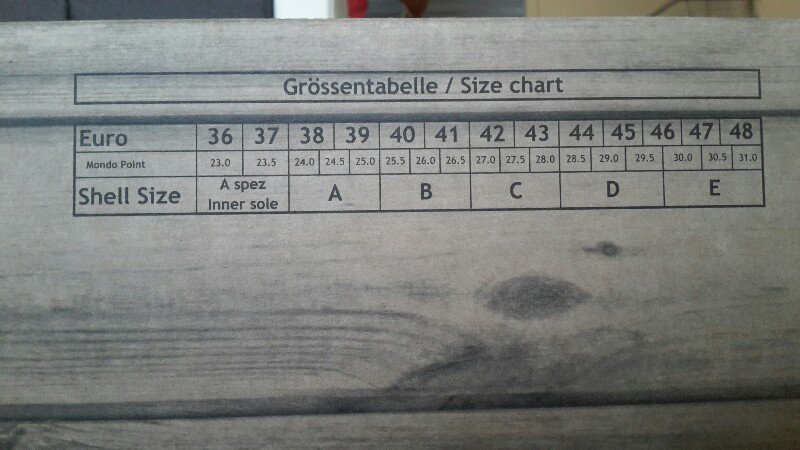 Grössentabelle / Size chart
Euro 36 37 38 39 40 41 42 43 44 45 46 47 48
Mondo Point 23.0 23.5 24.0 24.5 25.0 25.5 26.0 26.5 27.0 27.5 28.0 28.5 29.0 29.5 30.0 30.5 31.0
Shell Size A spez Inner sole A B C D E